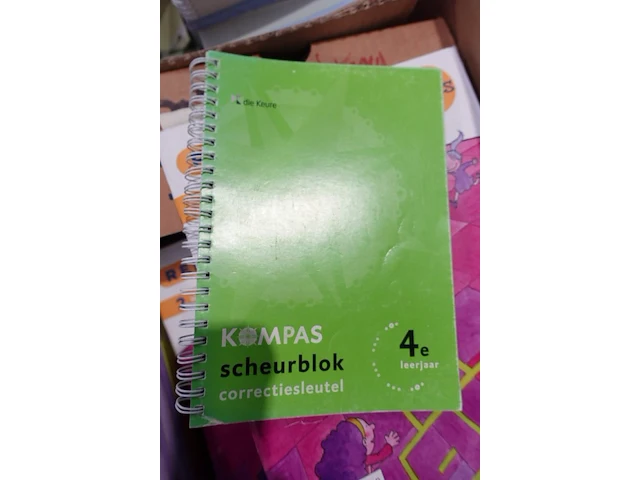 die Keure
KOMPAS
scheurblok
correctiesleutel
4e
leerjaar